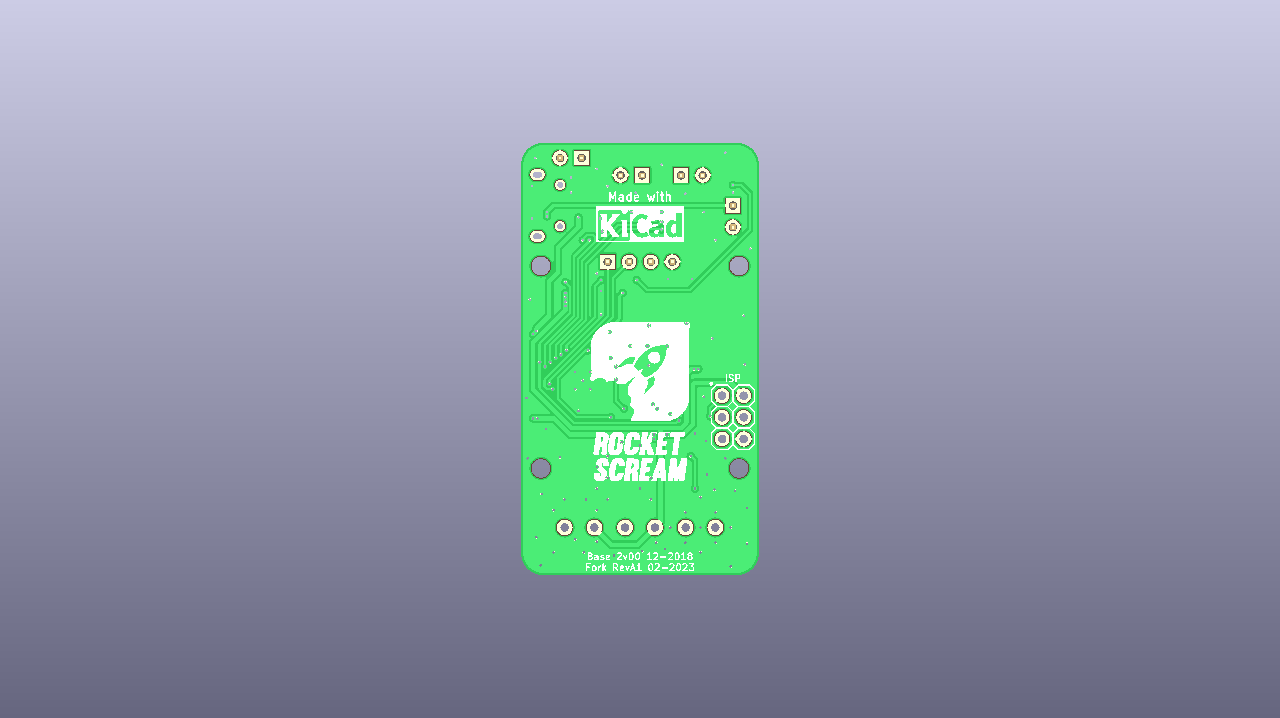 Made with
KiCad
ISP
ROCKET
SCREAM
Base 2v00 12-2018
Fork RevA1 02-2023